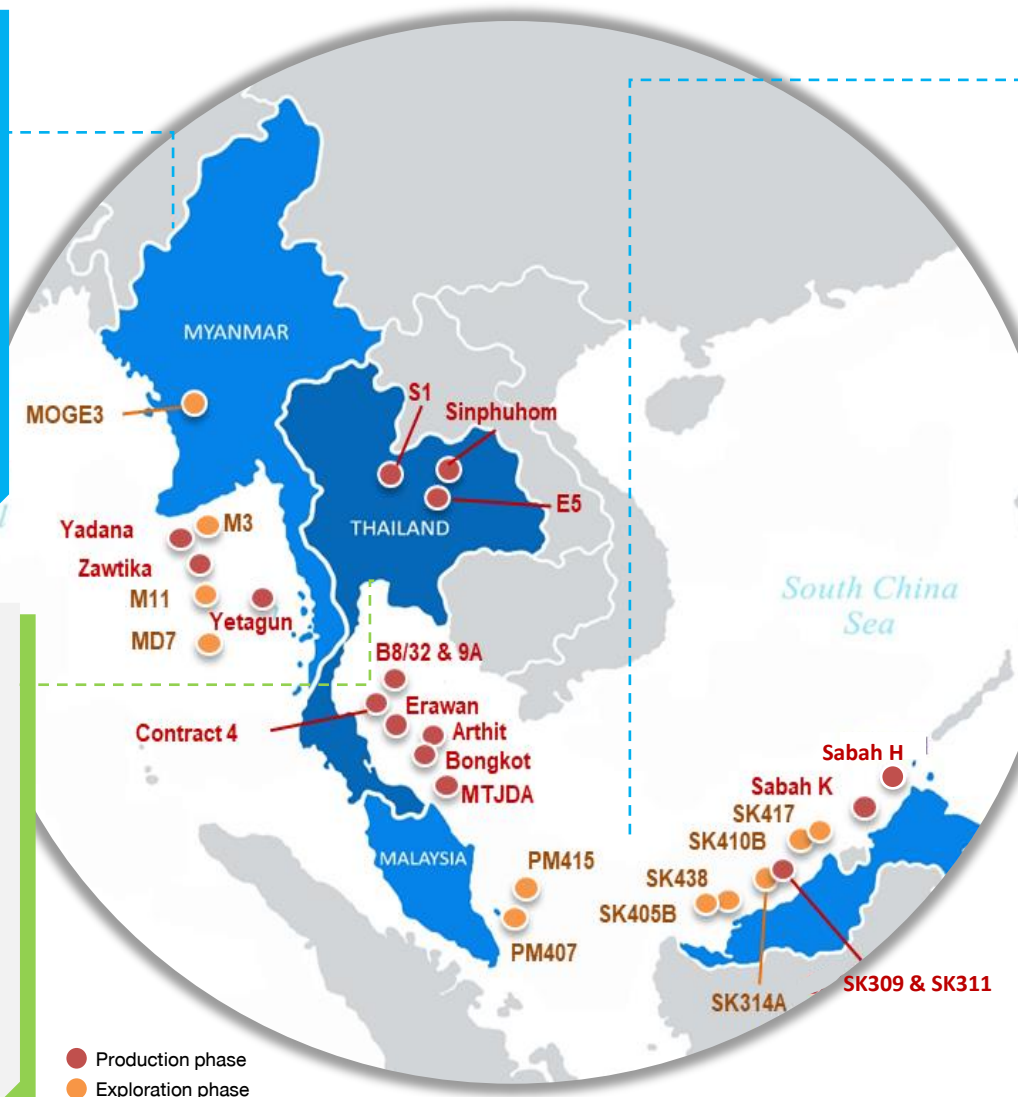 MYANMAR
MOGE3
S1
Sinphuhom
E5
THAILAND
M3
Yadana
Zawtika
M11
Yetagun
MD7
South China
Sea
B8/32 & 9A
Erawan
Contract 4
Arthit
Bongkot
MTJDA
Sabah H
Sabah K
SK417
SK410B
MALAYSIA
PM415
SK438
SK405B
PM407
SK314A
SK309 & SK311
Production phase
Exploration phase